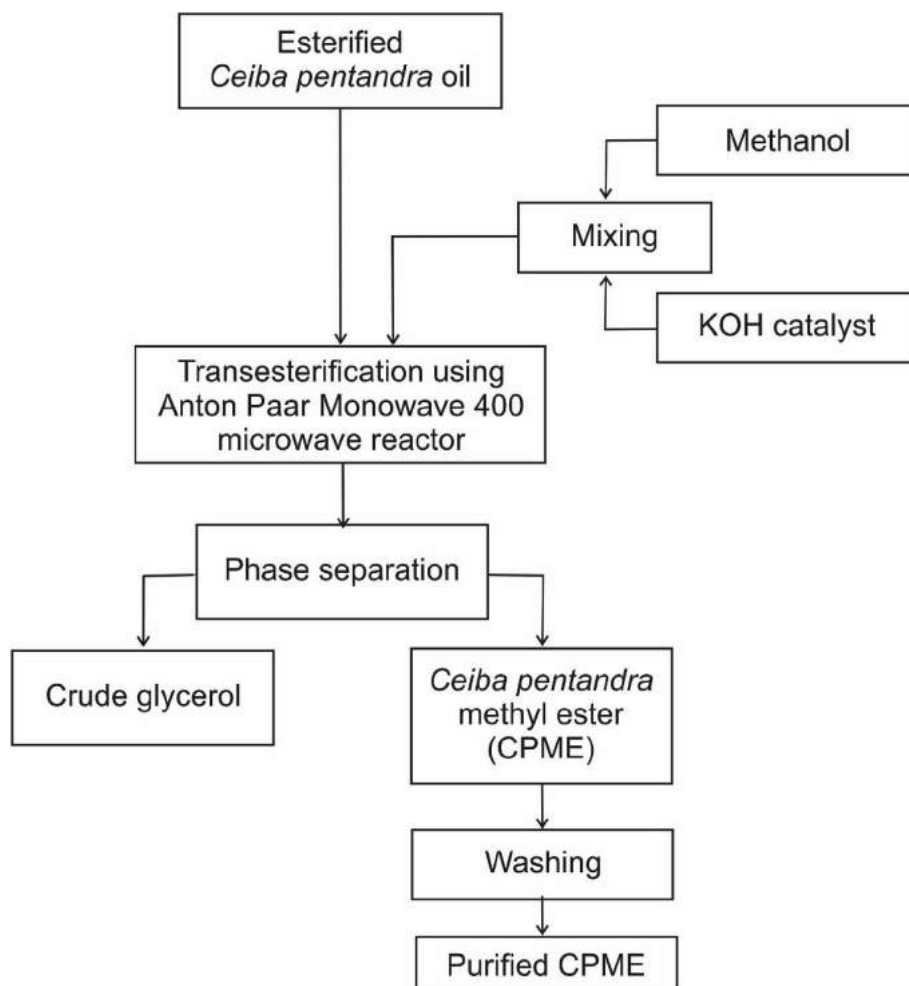 Esterified
Ceiba pentandra oil
Methanol
Mixing
KOH catalyst
Transesterification using
Anton Paar Monowave 400
microwave reactor
Phase separation
Crude glycerol
Ceiba pentandra
methyl ester
(CPME)
Washing
Purified CPME